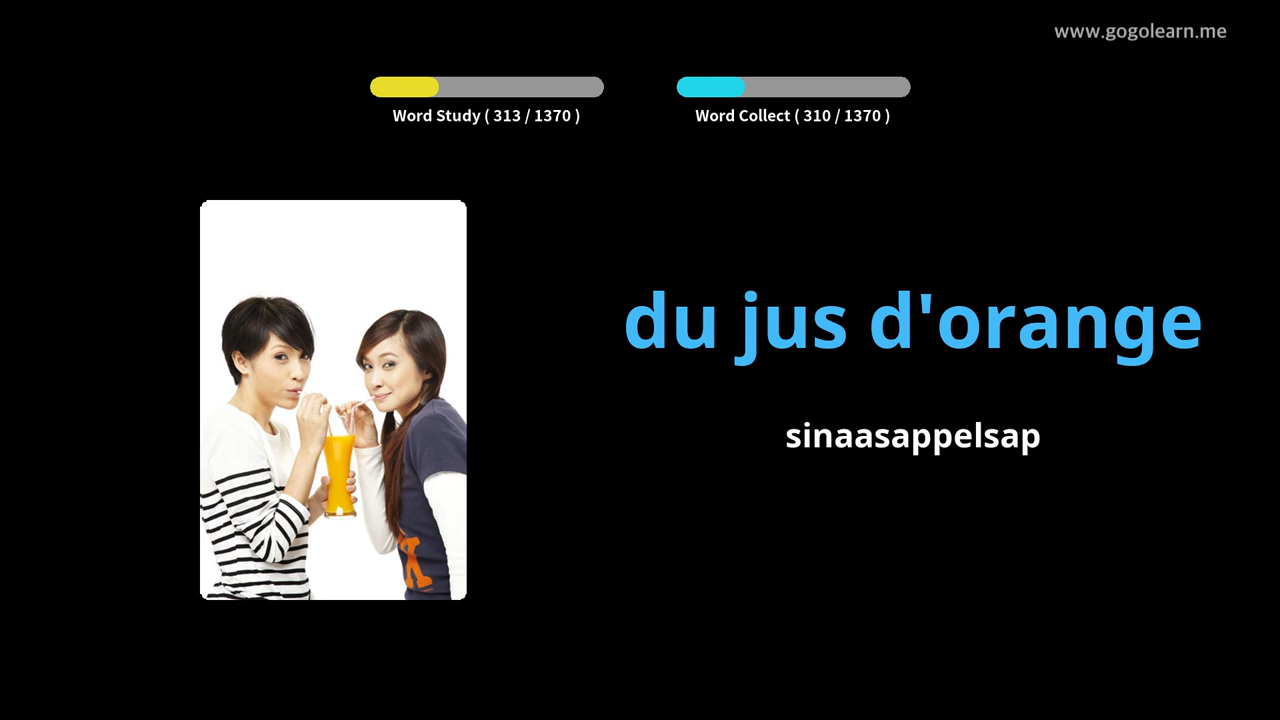 www.gogolearn.me
Word Study ( 313 / 1370 )
Word Collect ( 310 / 1370 )
du jus d'orange
sinaasappelsap